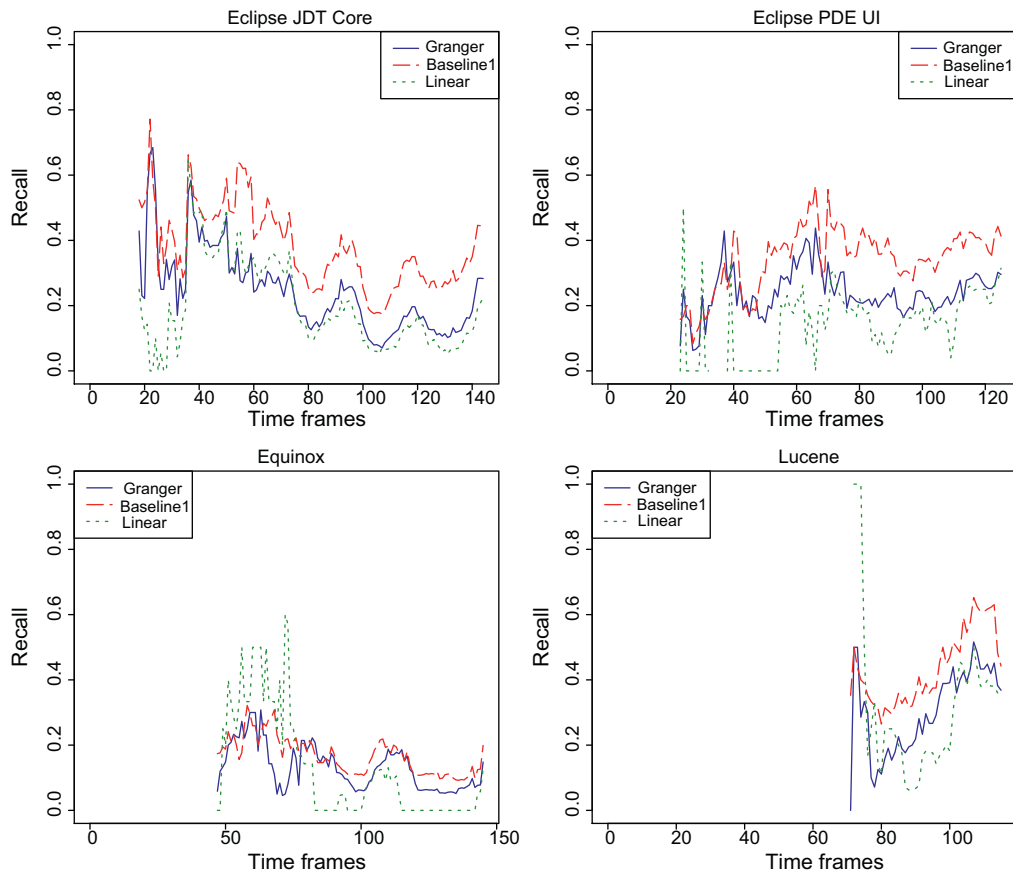 Eclipse JDT Core
Recall
0.0 0.2 0.4 0.6 0.8 1.0
Granger
Baseline1
Linear
0 20 40 60 80 100 120 140
Time frames
Eclipse PDE UI
Recall
0.0 0.2 0.4 0.6 0.8 1.0
Granger
Baseline1
Linear
0 20 40 60 80 100 120
Time frames
Equinox
Recall
0.0 0.2 0.4 0.6 0.8 1.0
Granger
Baseline1
Linear
0 50 100 150
Time frames
Lucene
Recall
0.0 0.2 0.4 0.6 0.8 1.0
Granger
Baseline1
Linear
0 20 40 60 80 100
Time frames